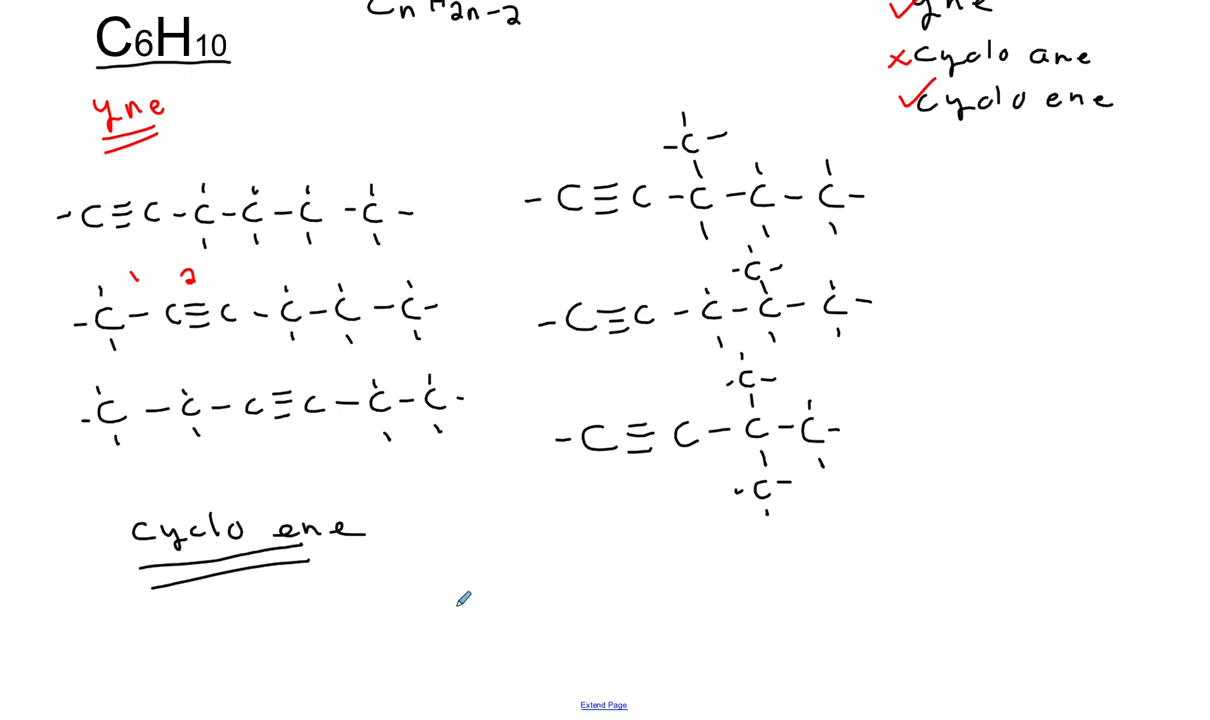 CnH2n-2
C6H10
yne
cyclo ane
cyclo ene
yne
C
- C ≡ C - C - C - C - C -
- C ≡ C - C - C - C -
1 2
C
- C - C ≡ C - C - C - C -
- C ≡ C - C - C - C -
C
- C - C - C ≡ C - C - C -
- C ≡ C - C - C -
C
cyclo ene
Extend Page